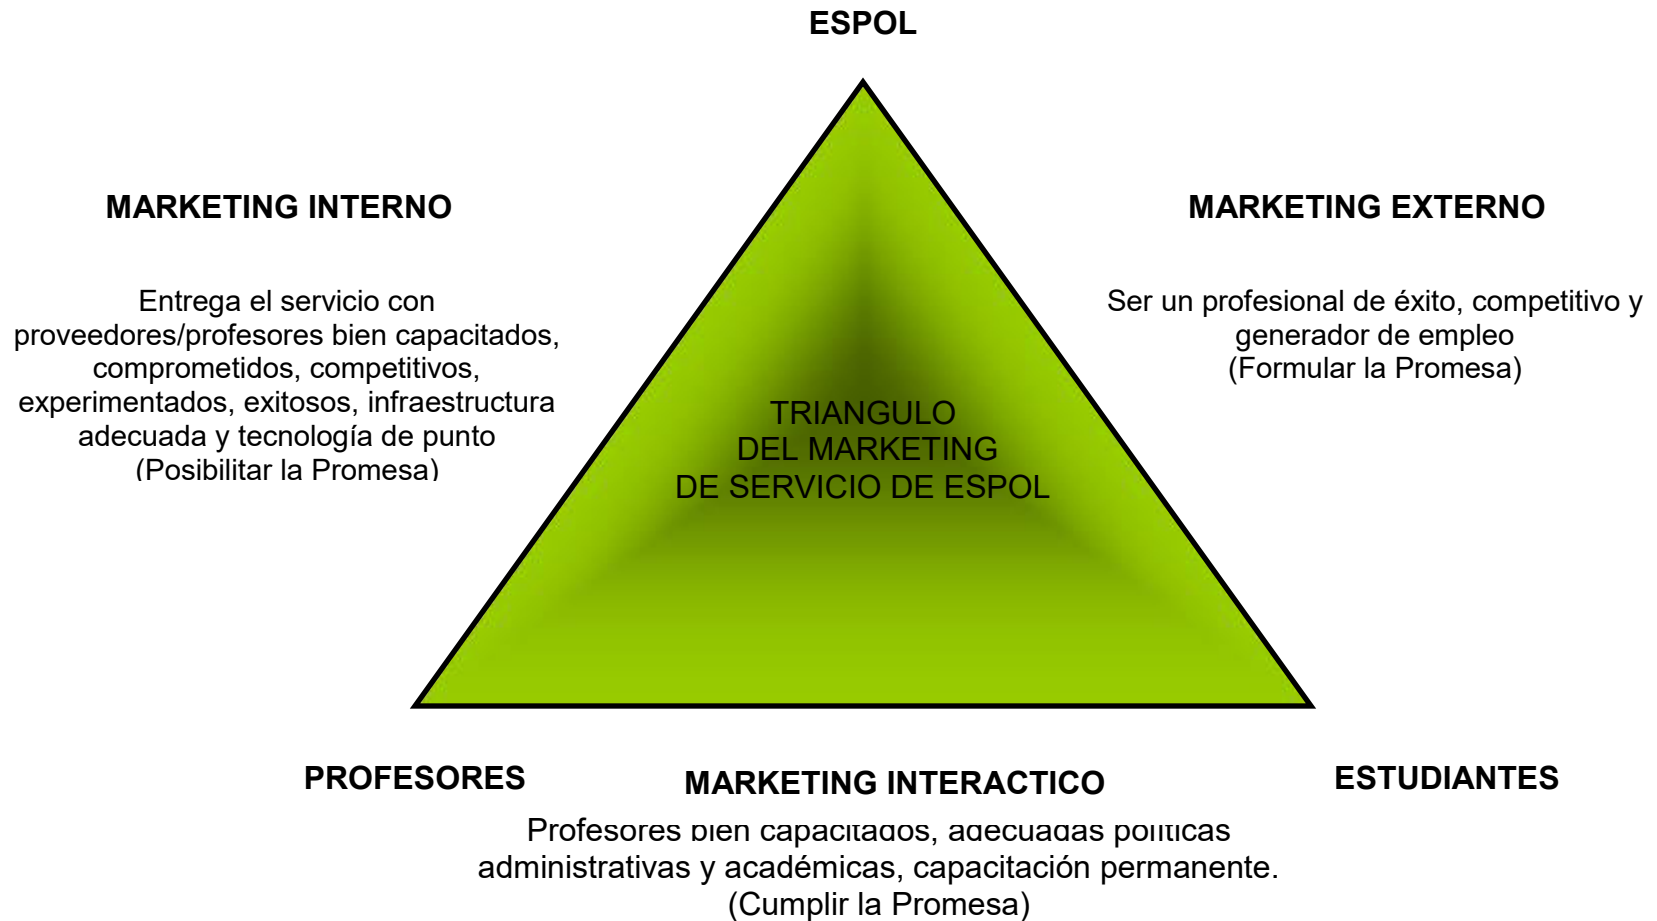 ESPOL
MARKETING INTERNO
Entrega el servicio con
proveedores/profesores bien capacitados,
comprometidos, competitivos,
experimentados, exitosos, infraestructura
adecuada y tecnología de punto
(Posibilitar la Promesa)
MARKETING EXTERNO
Ser un profesional de éxito, competitivo y
generador de empleo
(Formular la Promesa)
TRIANGULO
DEL MARKETING
DE SERVICIO DE ESPOL
PROFESORES
MARKETING INTERACTICO
ESTUDIANTES
Profesores bien capacitados, adecuadas políticas
administrativas y académicas, capacitación permanente.
(Cumplir la Promesa)